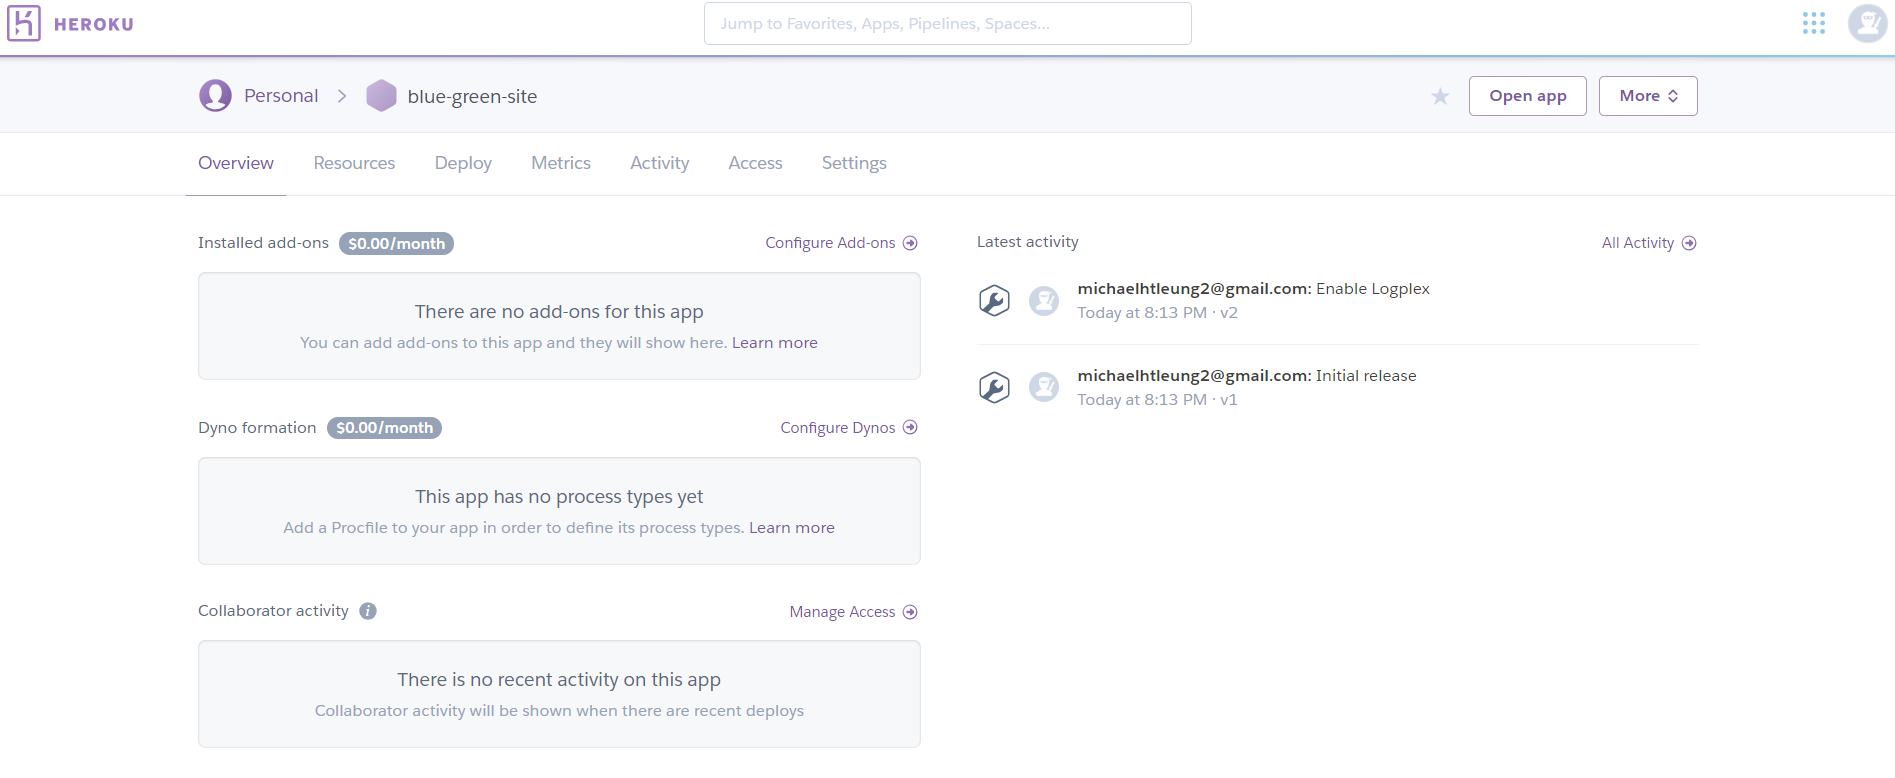 HEROKU
Jump to Favorites, Apps, Pipelines, Spaces...
Personal
blue-green-site
Open app
More
Overview
Resources
Deploy
Metrics
Activity
Access
Settings
Installed add-ons
$0.00/month
Configure Add-ons
There are no add-ons for this app
You can add add-ons to this app and they will show here. Learn more
Dyno formation
$0.00/month
Configure Dynos
This app has no process types yet
Add a Procfile to your app in order to define its process types. Learn more
Collaborator activity
i
Manage Access
There is no recent activity on this app
Collaborator activity will be shown when there are recent deploys
Latest activity
All Activity
michaelhtleung2@gmail.com: Enable Logplex
Today at 8:13 PM · v2
michaelhtleung2@gmail.com: Initial release
Today at 8:13 PM · v1